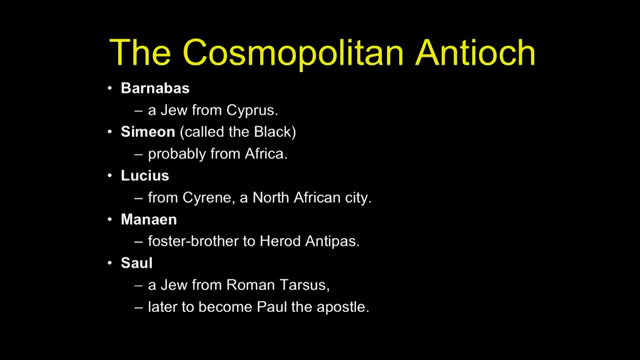 The Cosmopolitan Antioch
• Barnabas
– a Jew from Cyprus.
• Simeon (called the Black)
– probably from Africa.
• Lucius
– from Cyrene, a North African city.
• Manaen
– foster-brother to Herod Antipas.
• Saul
– a Jew from Roman Tarsus,
– later to become Paul the apostle.